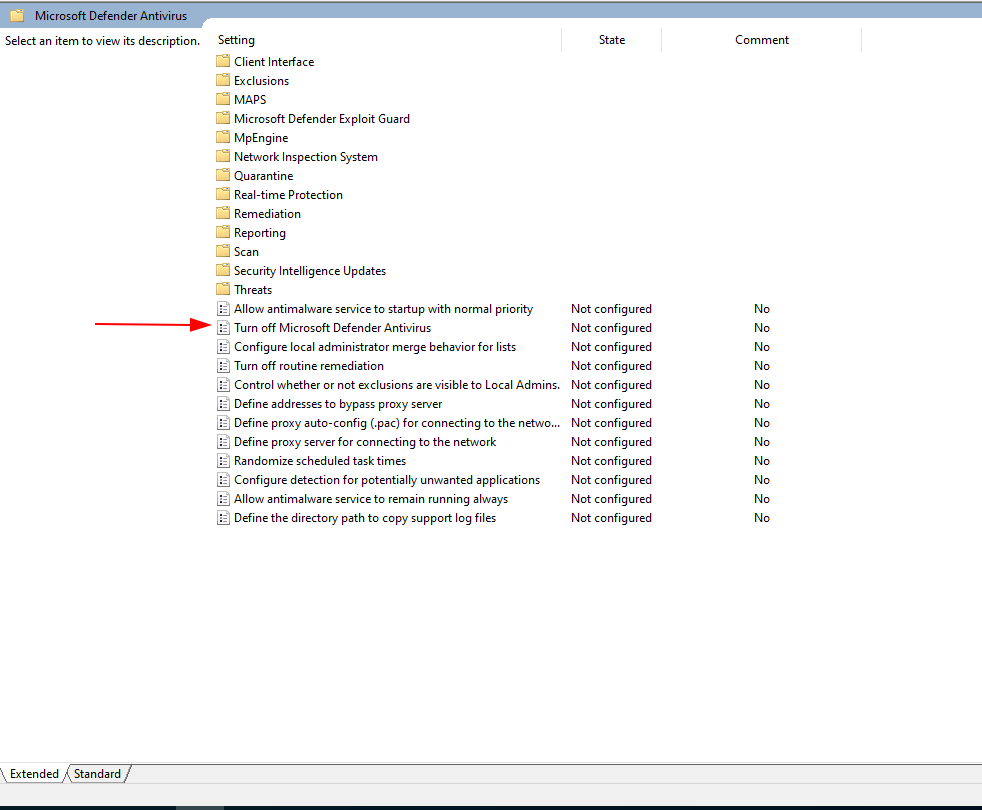 Microsoft Defender Antivirus
Select an item to view its description.
Setting State Comment
Client Interface
Exclusions
MAPS
Microsoft Defender Exploit Guard
MpEngine
Network Inspection System
Quarantine
Real-time Protection
Remediation
Reporting
Scan
Security Intelligence Updates
Threats
Allow antimalware service to startup with normal priority Not configured No
Turn off Microsoft Defender Antivirus Not configured No
Configure local administrator merge behavior for lists Not configured No
Turn off routine remediation Not configured No
Control whether or not exclusions are visible to Local Admins. Not configured No
Define addresses to bypass proxy server Not configured No
Define proxy auto-config (.pac) for connecting to the netwo... Not configured No
Define proxy server for connecting to the network Not configured No
Randomize scheduled task times Not configured No
Configure detection for potentially unwanted applications Not configured No
Allow antimalware service to remain running always Not configured No
Define the directory path to copy support log files Not configured No
Extended Standard